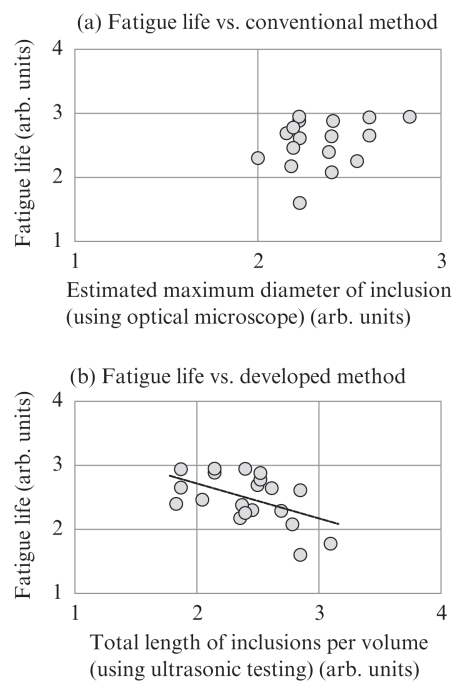 (a) Fatigue life vs. conventional method
Fatigue life (arb. units)
4
3
2
1
1
2
3
Estimated maximum diameter of inclusion
(using optical microscope) (arb. units)
(b) Fatigue life vs. developed method
Fatigue life (arb. units)
4
3
2
1
1
2
3
4
Total length of inclusions per volume
(using ultrasonic testing) (arb. units)